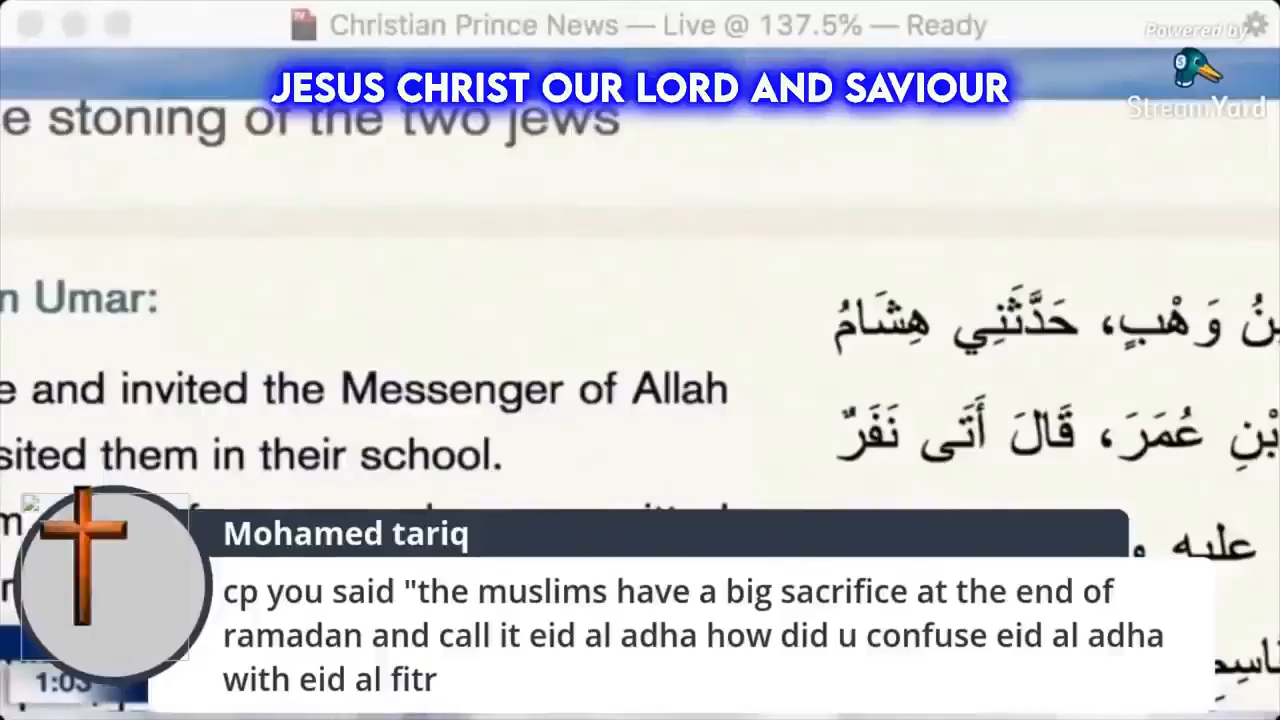 Christian Prince News — Live @ 137.5% — Ready
Powered by
JESUS CHRIST OUR LORD AND SAVIOUR
StreamYard
e stoning of the two jews
n Umar:
بنُ وَهْبٍ، حَدَّثَنِي هِشَامُ
e and invited the Messenger of Allah
بْنِ عُمَرَ، قَالَ أَتَى نَفَرٌ
sited them in their school.
Mohamed tariq
عليه و
cp you said "the muslims have a big sacrifice at the end of
ramadan and call it eid al adha how did u confuse eid al adha
with eid al fitr
1:03